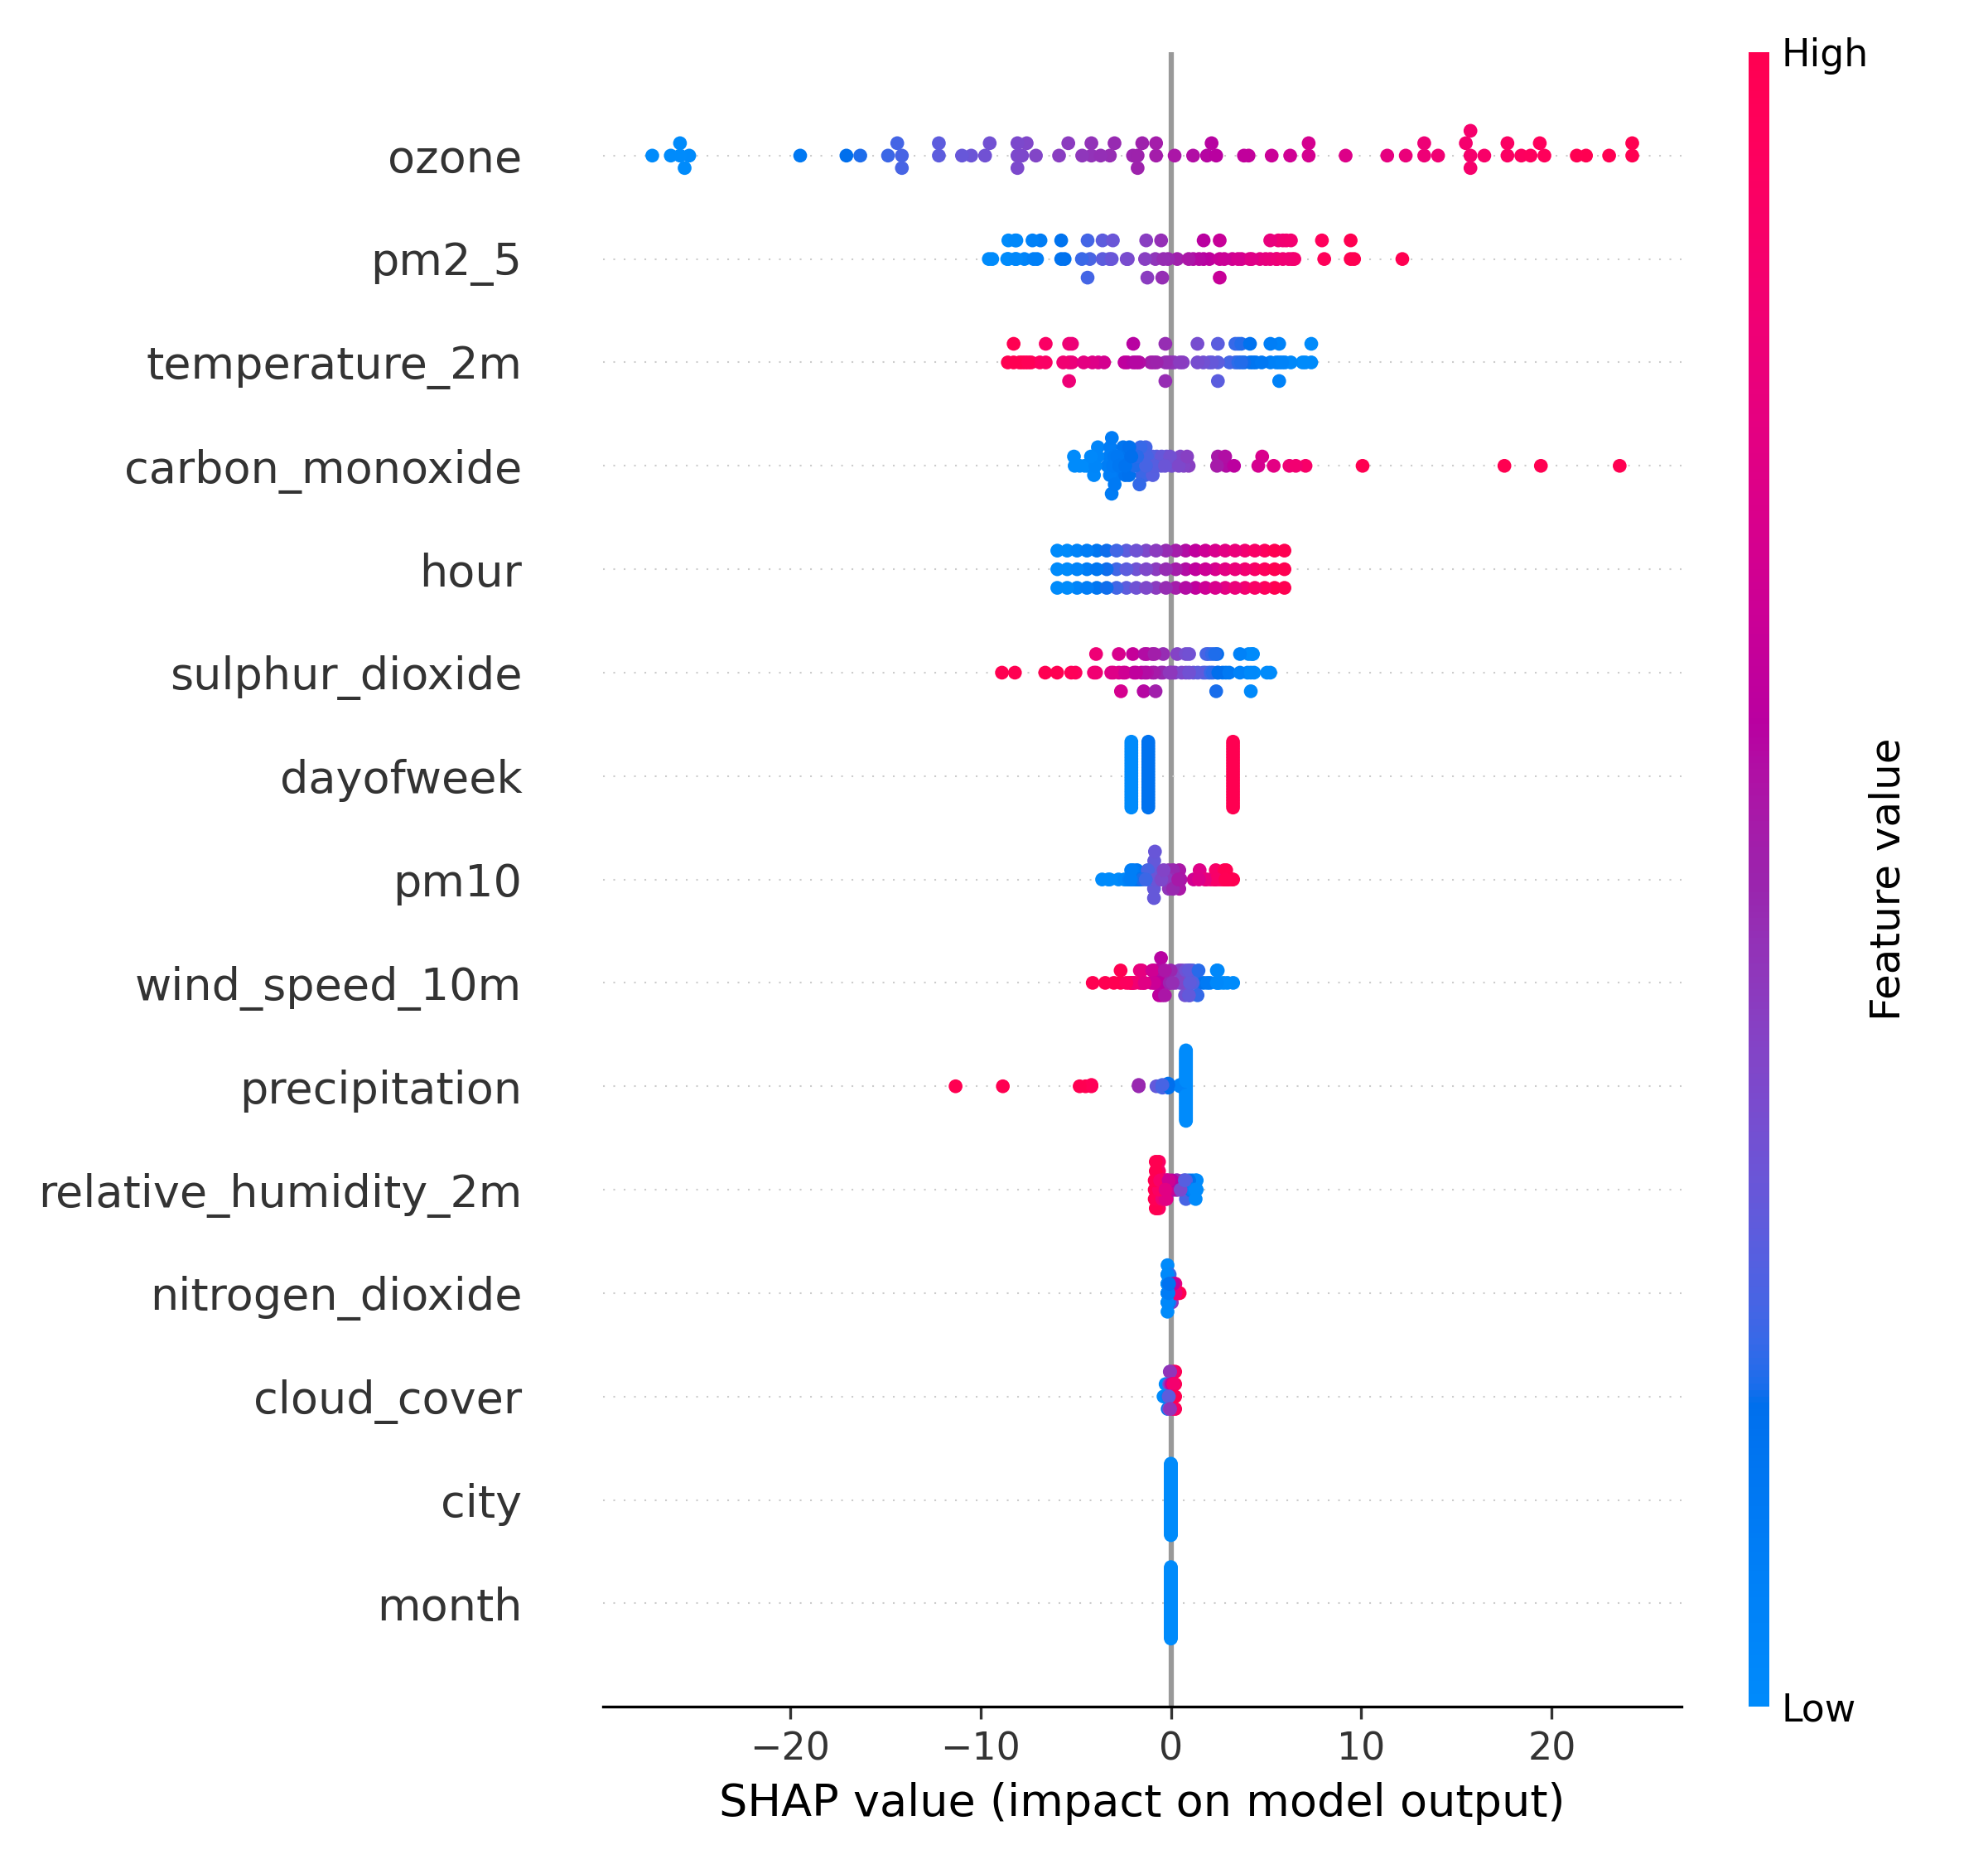 High
ozone
pm2_5
temperature_2m
carbon_monoxide
hour
sulphur_dioxide
dayofweek
pm10
wind_speed_10m
precipitation
relative_humidity_2m
nitrogen_dioxide
cloud_cover
city
month
Feature value
Low
−20 −10 0 10 20
SHAP value (impact on model output)